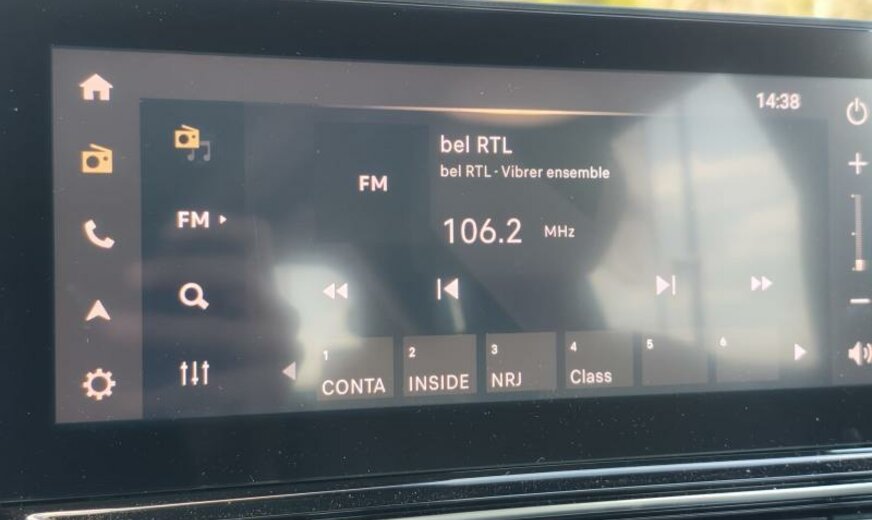 14:38
bel RTL
bel RTL - Vibrer ensemble
FM
FM
106.2 MHz
1 2 3 4 5 6
CONTA INSIDE NRJ Class